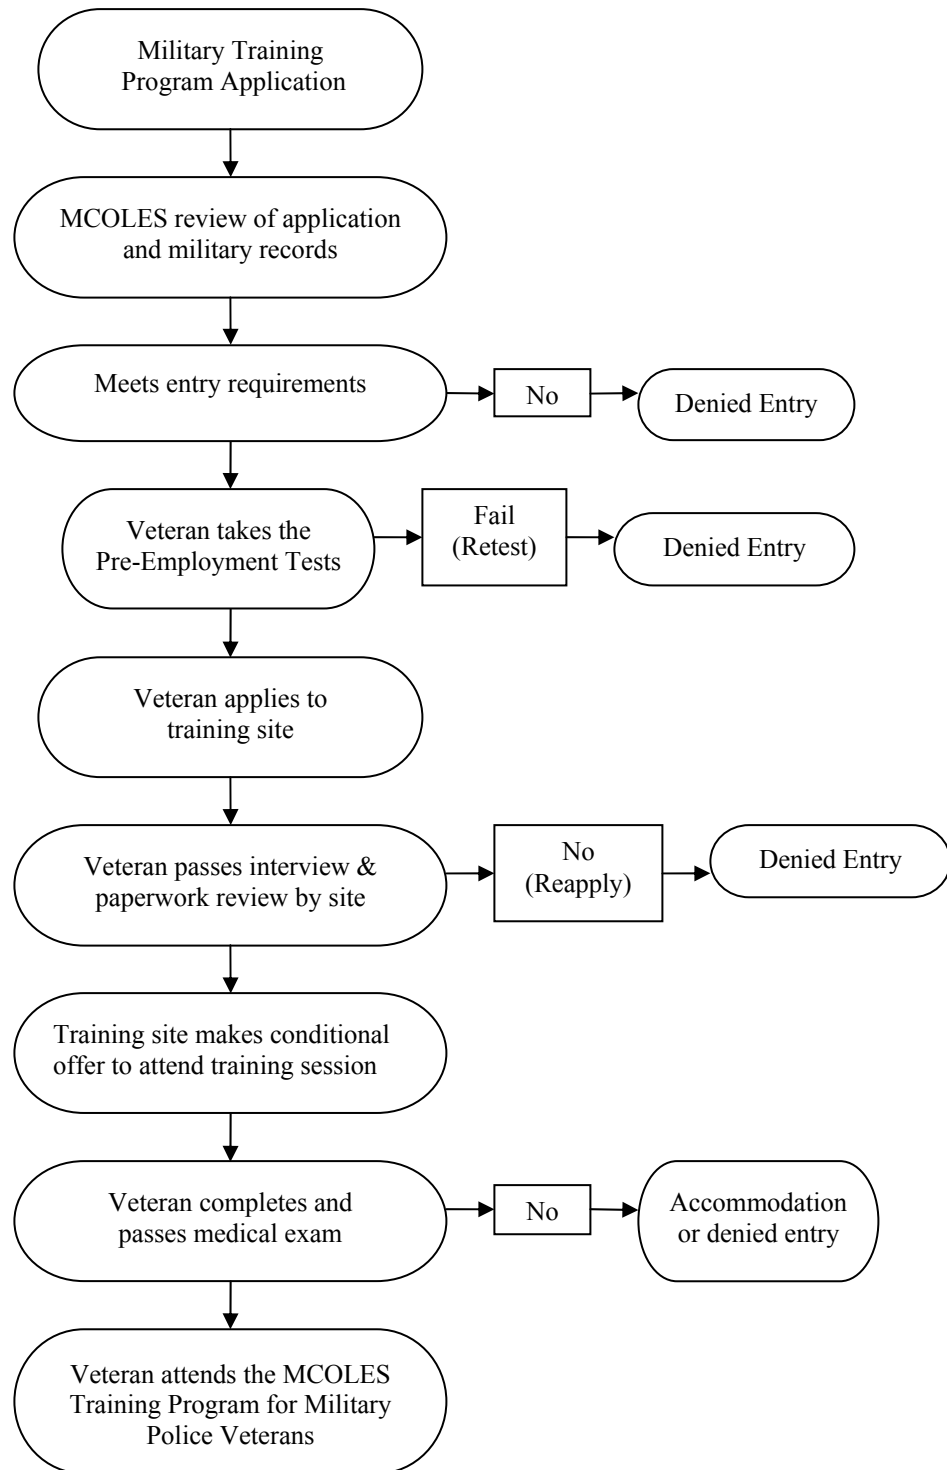 Military Training
Program Application
MCOLES review of application
and military records
Meets entry requirements
No
Denied Entry
Veteran takes the
Pre-Employment Tests
Fail
(Retest)
Denied Entry
Veteran applies to
training site
Veteran passes interview &
paperwork review by site
No
(Reapply)
Denied Entry
Training site makes conditional
offer to attend training session
Veteran completes and
passes medical exam
No
Accommodation
or denied entry
Veteran attends the MCOLES
Training Program for Military
Police Veterans